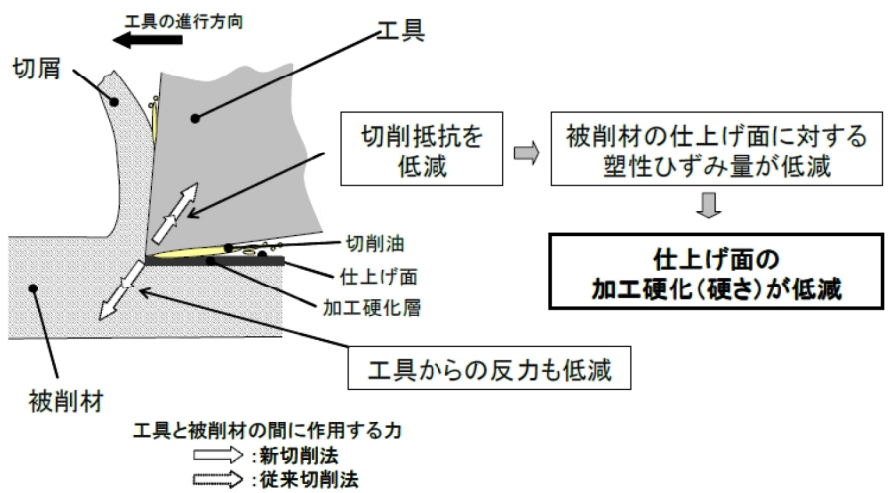 工具の進行方向
工具
切屑
切削抵抗を
低減
被削材の仕上げ面に対する
塑性ひずみ量が低減
切削油
仕上げ面
加工硬化層
仕上げ面の
加工硬化(硬さ)が低減
工具からの反力も低減
被削材
工具と被削材の間に作用する力
:新切削法
:従来切削法